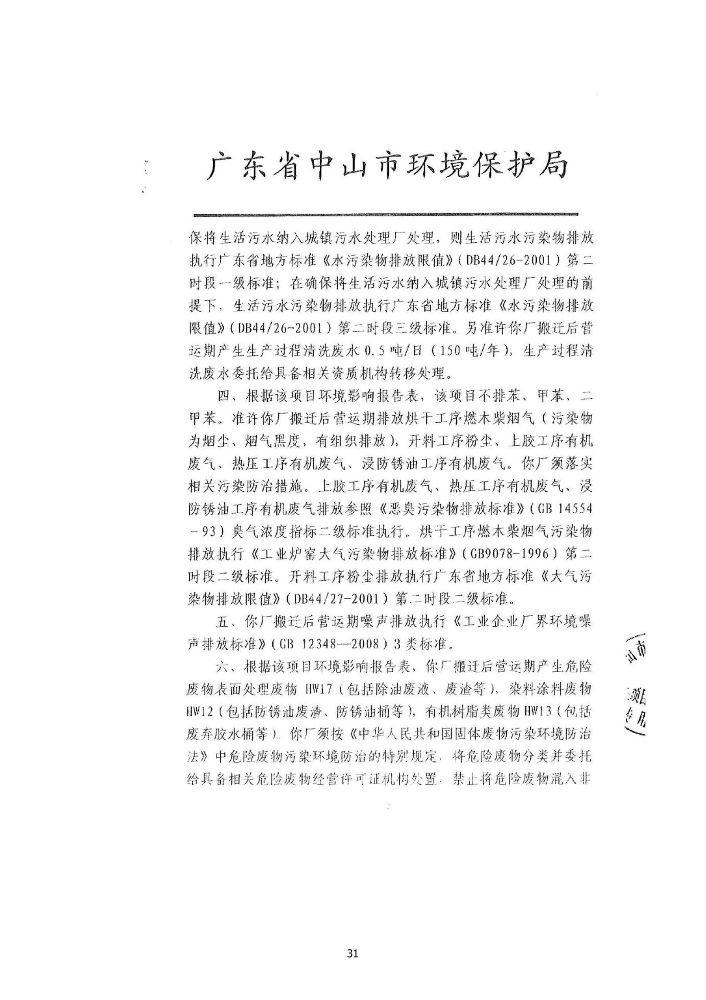 广东省中山市环境保护局
保将生活污水纳入城镇污水处理厂处理，则生活污水污染物排放
执行广东省地方标准《水污染物排放限值》（DB44/26-2001）第二
时段一级标准；在确保将生活污水纳入城镇污水处理厂处理的前
提下，生活污水污染物排放执行广东省地方标准《水污染物排放
限值》（DB44/26-2001）第二时段三级标准。另准许你厂搬迁后营
运期产生生产过程清洗废水0.5吨/日（150吨/年），生产过程清
洗废水委托给具备相关资质机构转移处理。
四、根据该项目环境影响报告表，该项目不排苯、甲苯、二
甲苯。准许你厂搬迁后营运期排放烘干工序燃木柴烟气（污染物
为烟尘、烟气黑度，有组织排放），开料工序粉尘、上胶工序有机
废气、热压工序有机废气、浸防锈油工序有机废气。你厂须落实
相关污染防治措施。上胶工序有机废气、热压工序有机废气、浸
防锈油工序有机废气排放参照《恶臭污染物排放标准》（GB 14554
－93）臭气浓度指标二级标准执行。烘干工序燃木柴烟气污染物
排放执行《工业炉窑大气污染物排放标准》（GB9078-1996）第二
时段二级标准。开料工序粉尘排放执行广东省地方标准《大气污
染物排放限值》（DB44/27-2001）第二时段二级标准。
五、你厂搬迁后营运期噪声排放执行《工业企业厂界环境噪
声排放标准》（GB 12348—2008）3类标准。
六、根据该项目环境影响报告表，你厂搬迁后营运期产生危险
废物表面处理废物 HW17（包括除油废液、废渣等），染料涂料废物
HW12（包括防锈油废渣、防锈油桶等），有机树脂类废物HW13（包括
废弃胶水桶等）。你厂须按《中华人民共和国固体废物污染环境防治
法》中危险废物污染环境防治的特别规定，将危险废物分类并委托
给具备相关危险废物经营许可证机构处置，禁止将危险废物混入非
山市
项目
专用
31